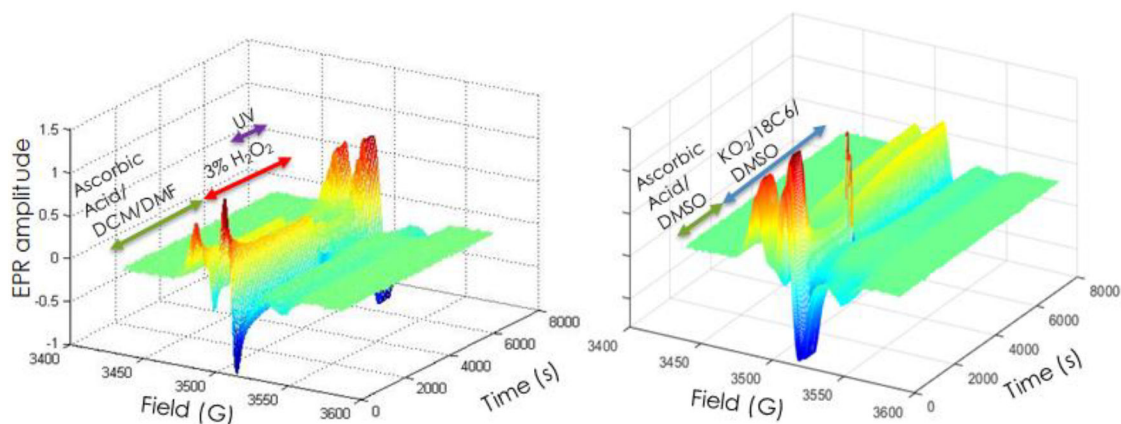 EPR amplitude
1.5
1
0.5
0
-0.5
-1
Ascorbic
Acid/
DCM/DMF
3% H₂O₂
UV
3400
3450
3500
3550
3600
Field (G)
0
2000
4000
6000
8000
Time (s)
Ascorbic
Acid/
DMSO
KO₂/18C6/
DMSO
3400
3450
3500
3550
3600
Field (G)
0
2000
4000
6000
8000
Time (s)